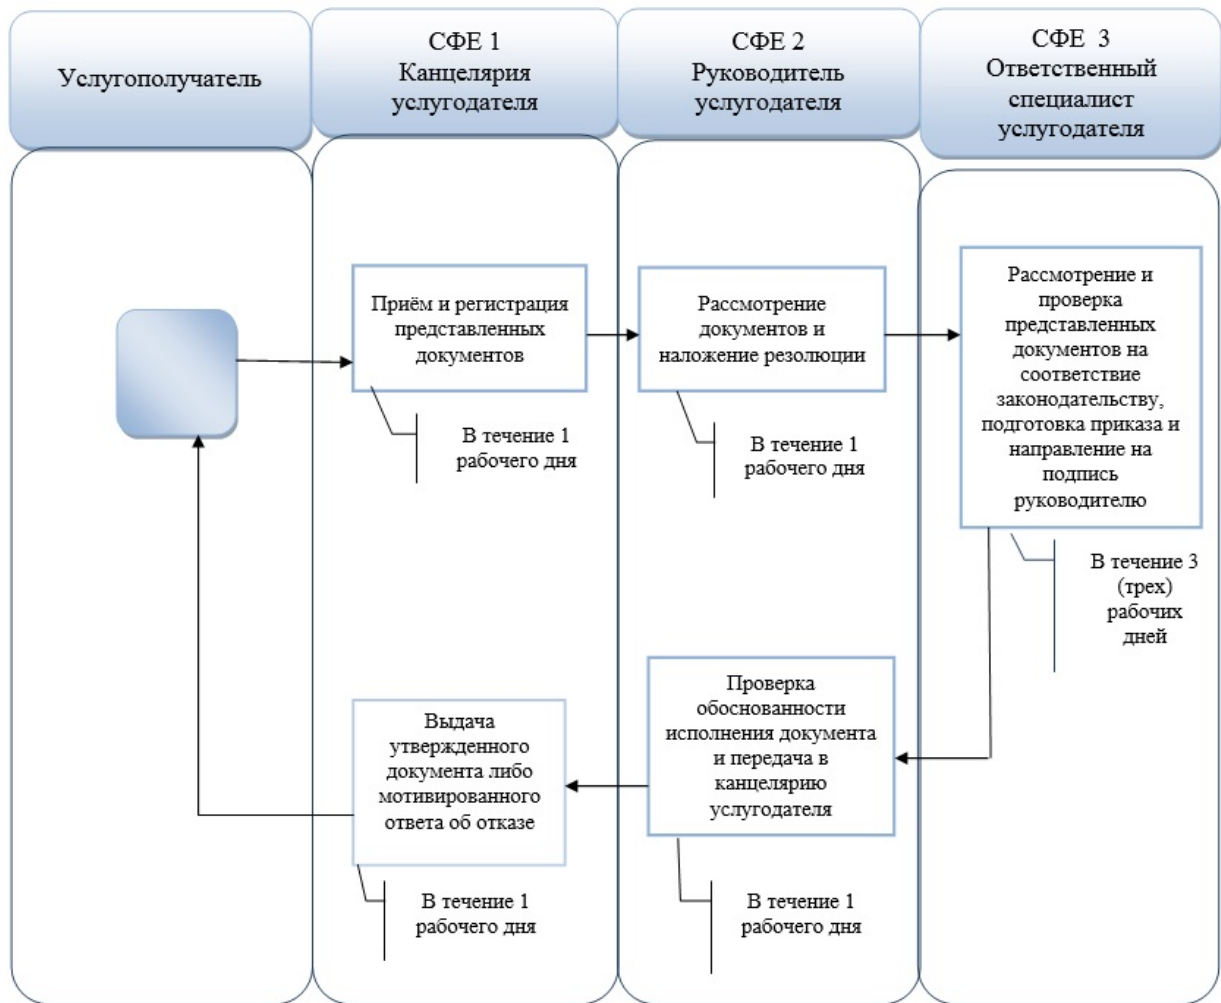 Услугополучатель
СФЕ 1
Канцелярия
услугодателя
СФЕ 2
Руководитель
услугодателя
СФЕ 3
Ответственный
специалист
услугодателя
Приём и регистрация
представленных
документов
В течение 1
рабочего дня
Рассмотрение
документов и
наложение резолюции
В течение 1
рабочего дня
Рассмотрение и
проверка
представленных
документов на
соответствие
законодательству,
подготовка приказа и
направление на
подпись
руководителю
В течение 3
(трех)
рабочих
дней
Проверка
обоснованности
исполнения документа
и передача в
канцелярию
услугодателя
В течение 1
рабочего дня
Выдача
утвержденного
документа либо
мотивированного
ответа об отказе
В течение 1
рабочего дня